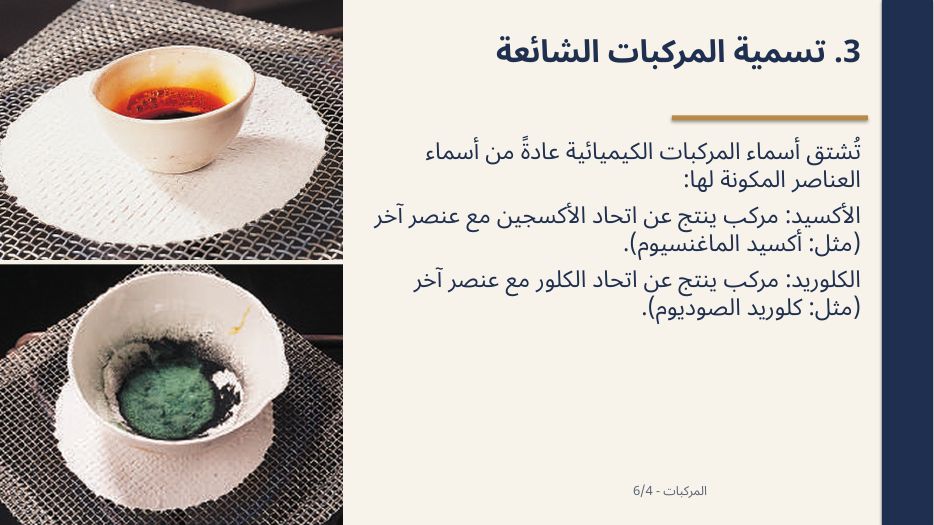 3. تسمية المركبات الشائعة
تُشتق أسماء المركبات الكيميائية عادةً من أسماء
العناصر المكونة لها:
الأكسيد: مركب ينتج عن اتحاد الأكسجين مع عنصر آخر
(مثل: أكسيد الماغنسيوم).
الكلوريد: مركب ينتج عن اتحاد الكلور مع عنصر آخر
(مثل: كلوريد الصوديوم).
المركبات - 6/4